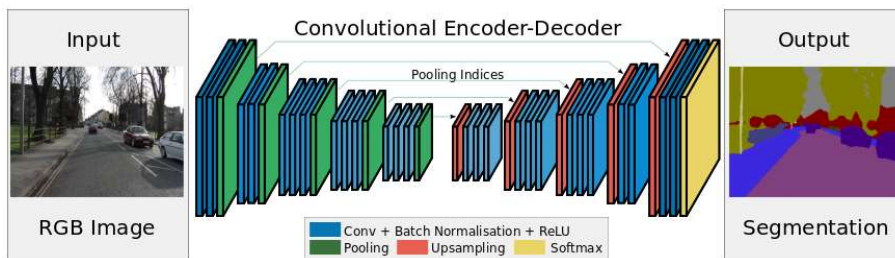 Input
Convolutional Encoder-Decoder
Output
Pooling Indices
RGB Image
Segmentation
Conv + Batch Normalisation + ReLU
Pooling Upsampling Softmax